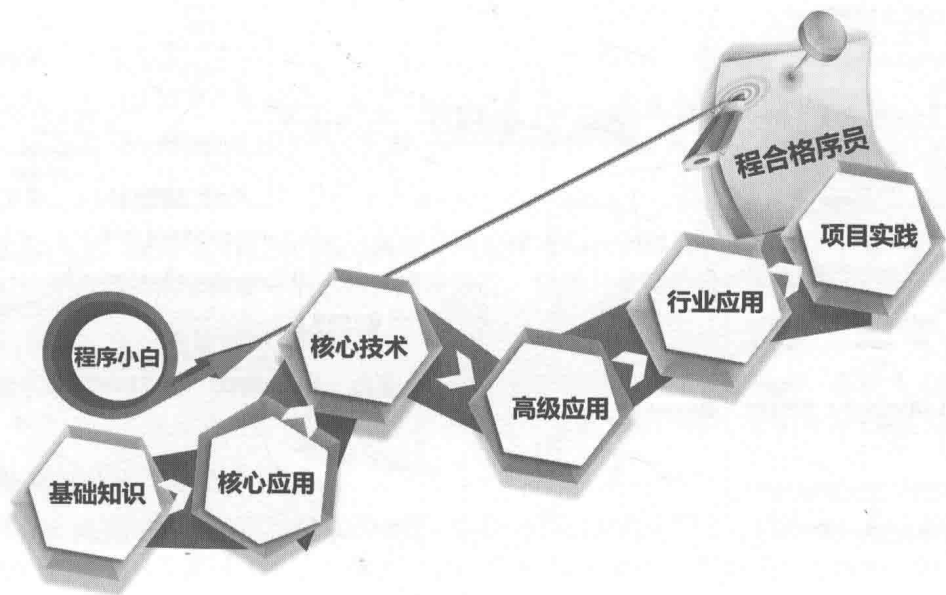 程合格序员
项目实践
行业应用
核心技术
程序小白
高级应用
核心应用
基础知识